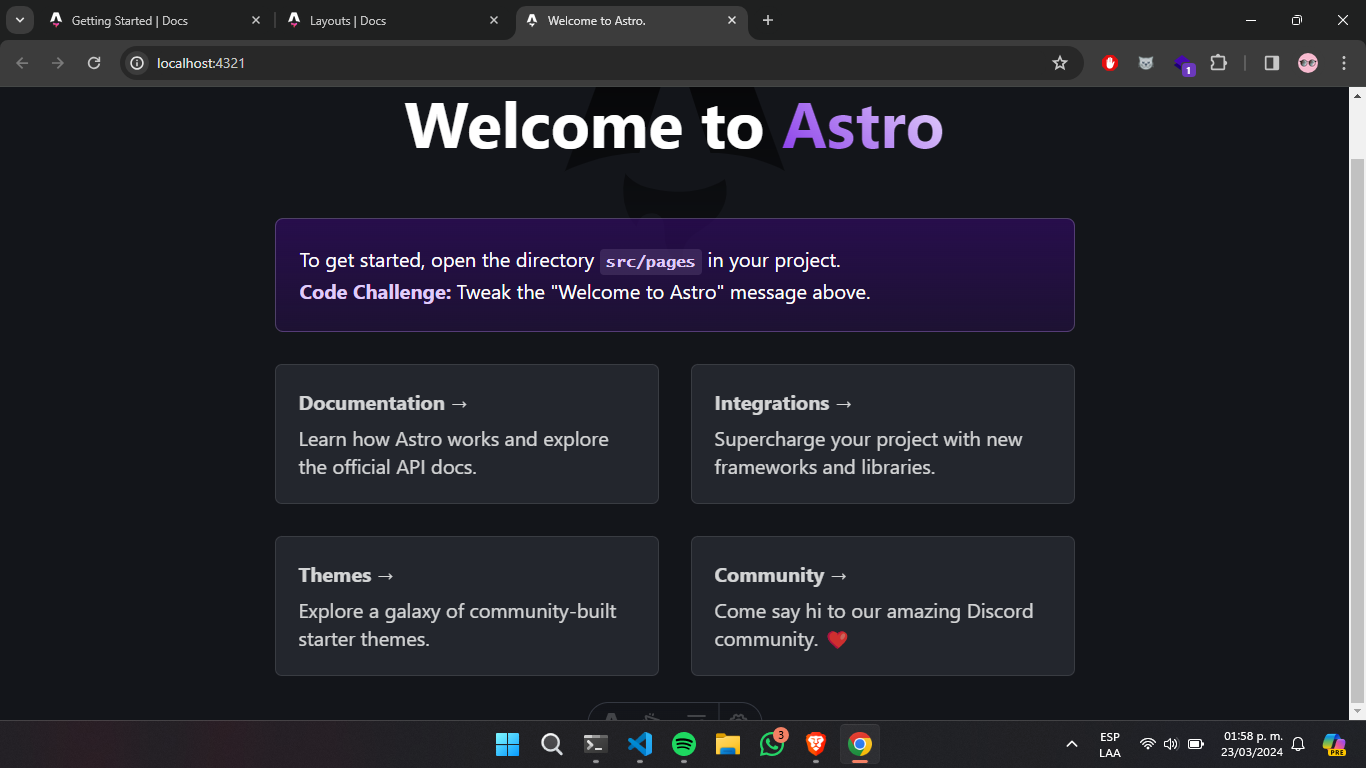 Getting Started | Docs
Layouts | Docs
Welcome to Astro.
localhost:4321
1
Welcome to Astro
To get started, open the directory src/pages in your project.
Code Challenge: Tweak the "Welcome to Astro" message above.
Documentation →
Learn how Astro works and explore
the official API docs.
Integrations →
Supercharge your project with new
frameworks and libraries.
Themes →
Explore a galaxy of community-built
starter themes.
Community →
Come say hi to our amazing Discord
community. ❤️
3
ESP
LAA
01:58 p. m.
23/03/2024
PRE